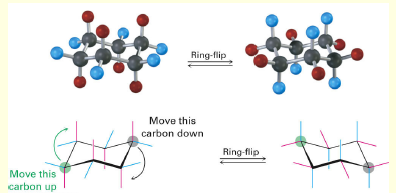 Ring-flip
Move this
carbon down
Ring-flip
Move this
carbon up